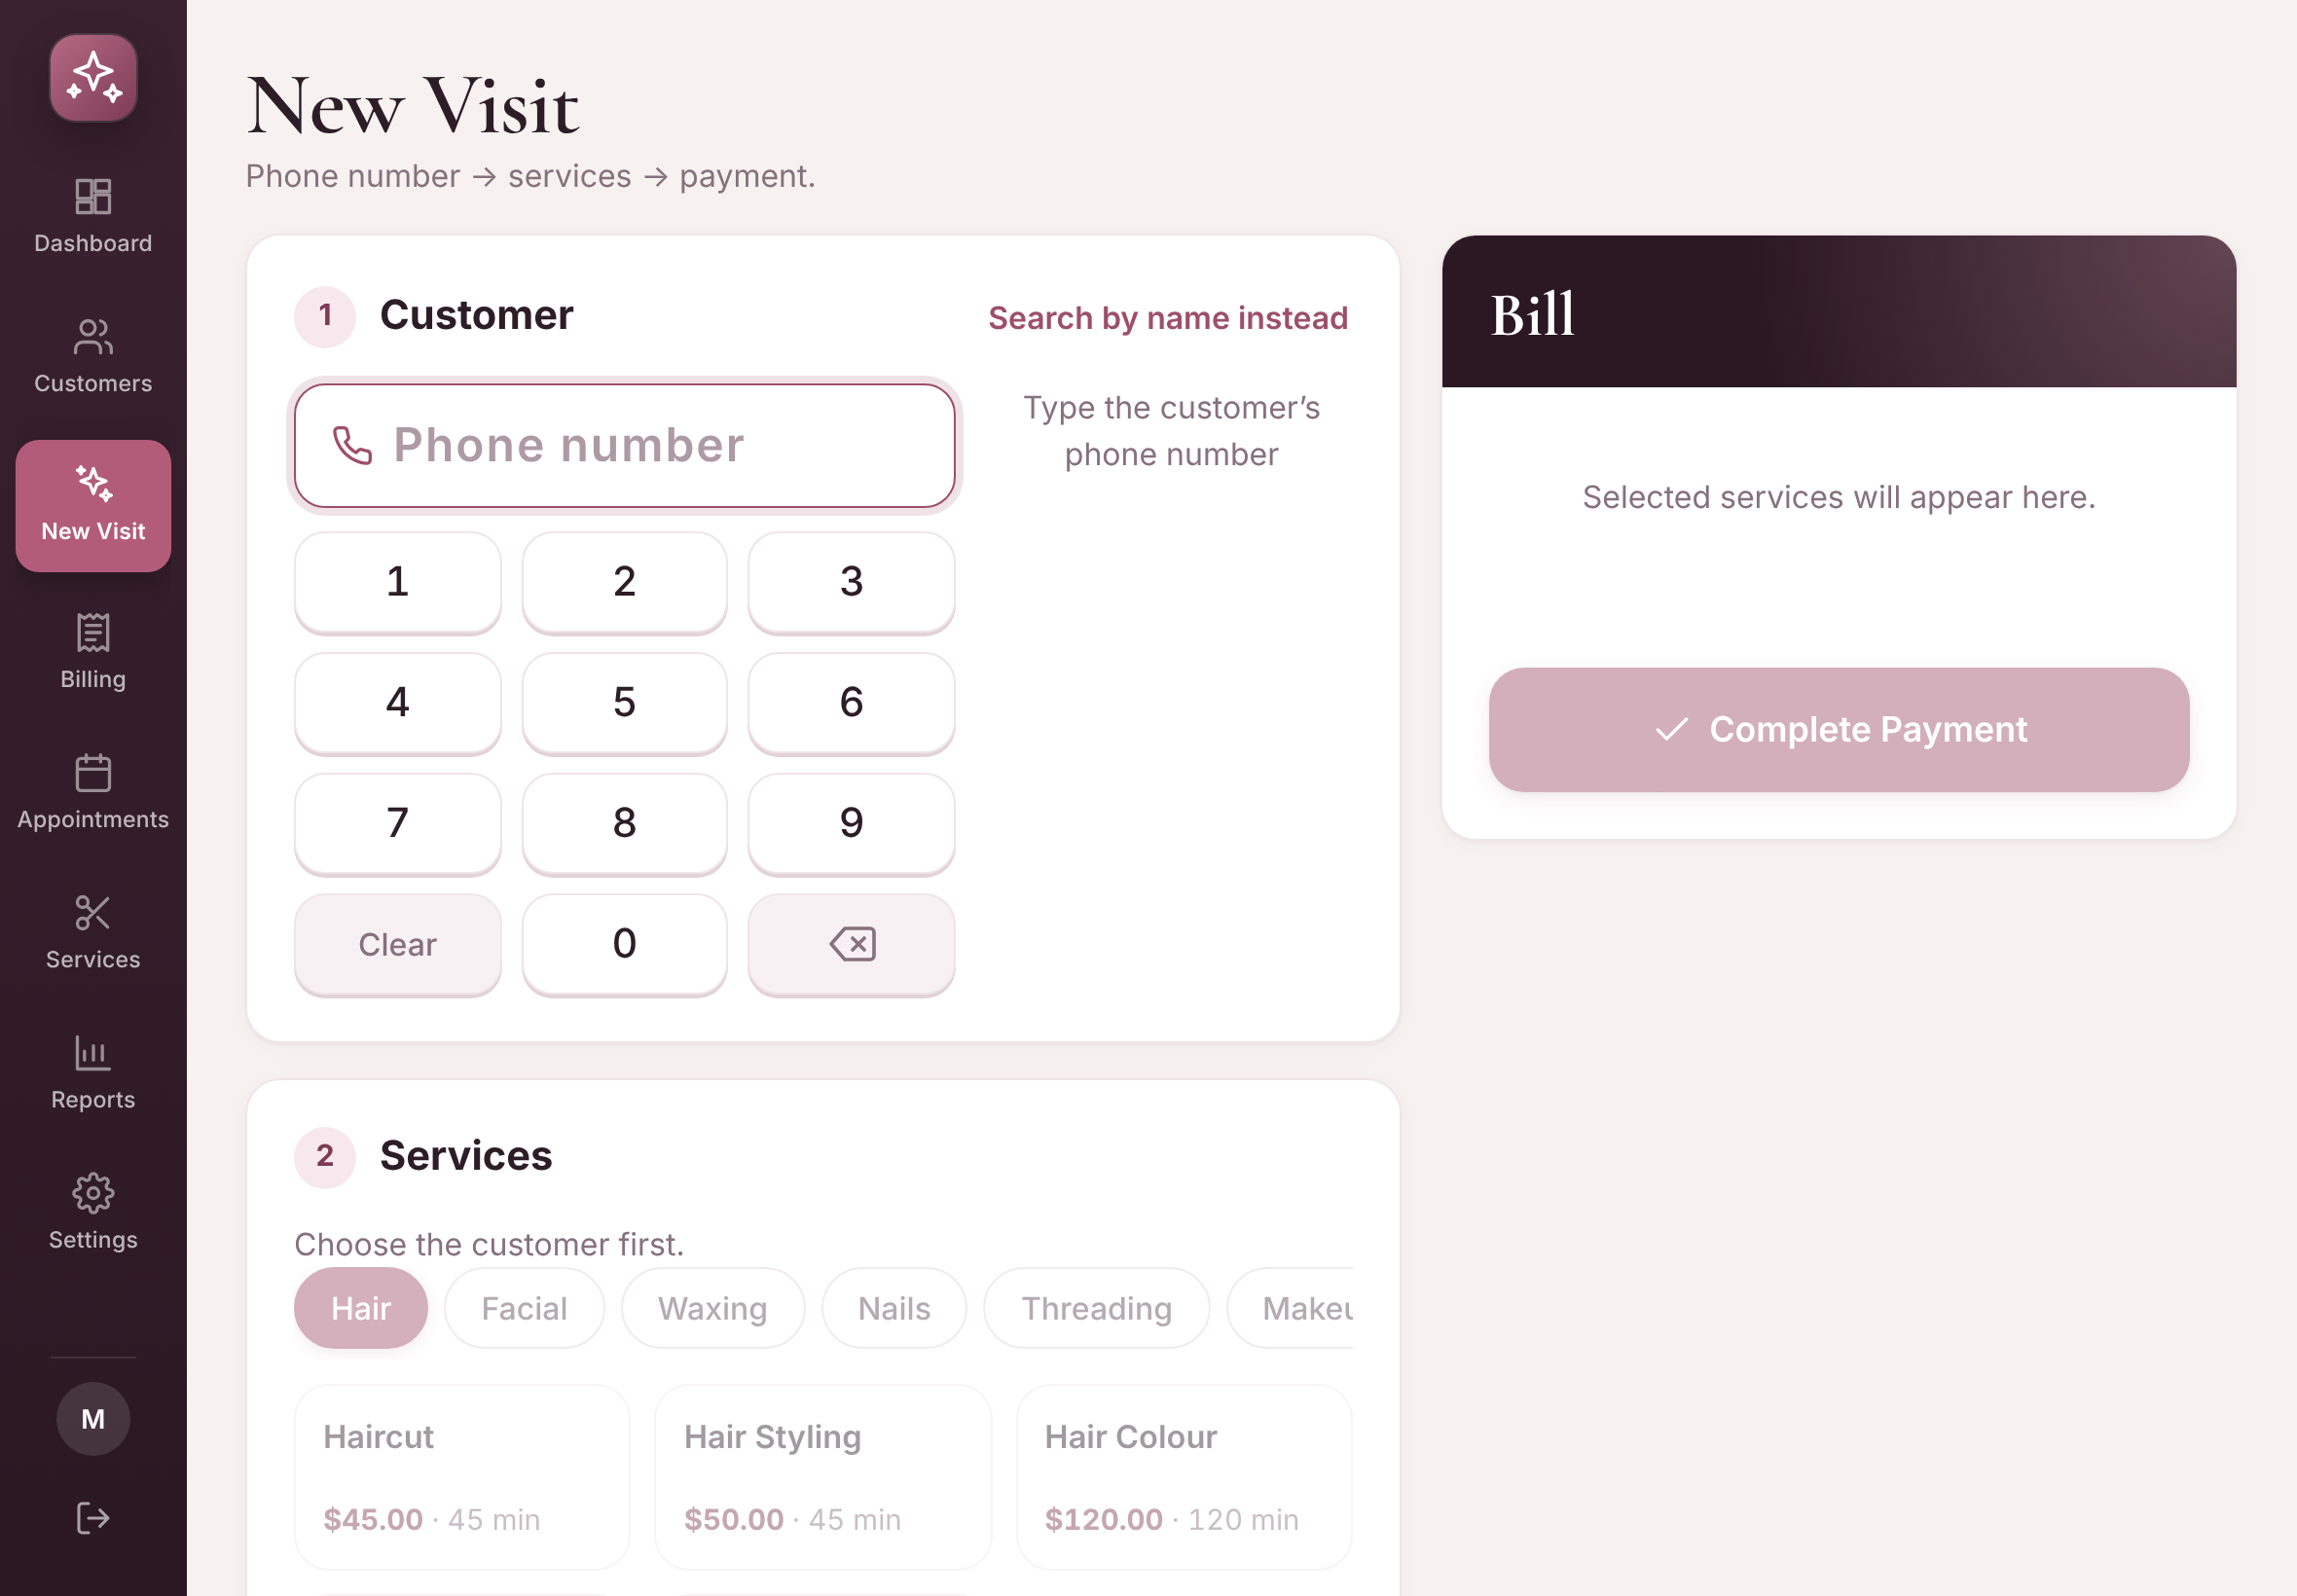 Dashboard
Customers
New Visit
Billing
Appointments
Services
Reports
Settings
M
New Visit
Phone number → services → payment.
1 Customer
Search by name instead
Phone number
Type the customer’s
phone number
1 2 3
4 5 6
7 8 9
Clear 0
2 Services
Choose the customer first.
Hair Facial Waxing Nails Threading Makeu
Haircut
$45.00 · 45 min
Hair Styling
$50.00 · 45 min
Hair Colour
$120.00 · 120 min
Bill
Selected services will appear here.
Complete Payment